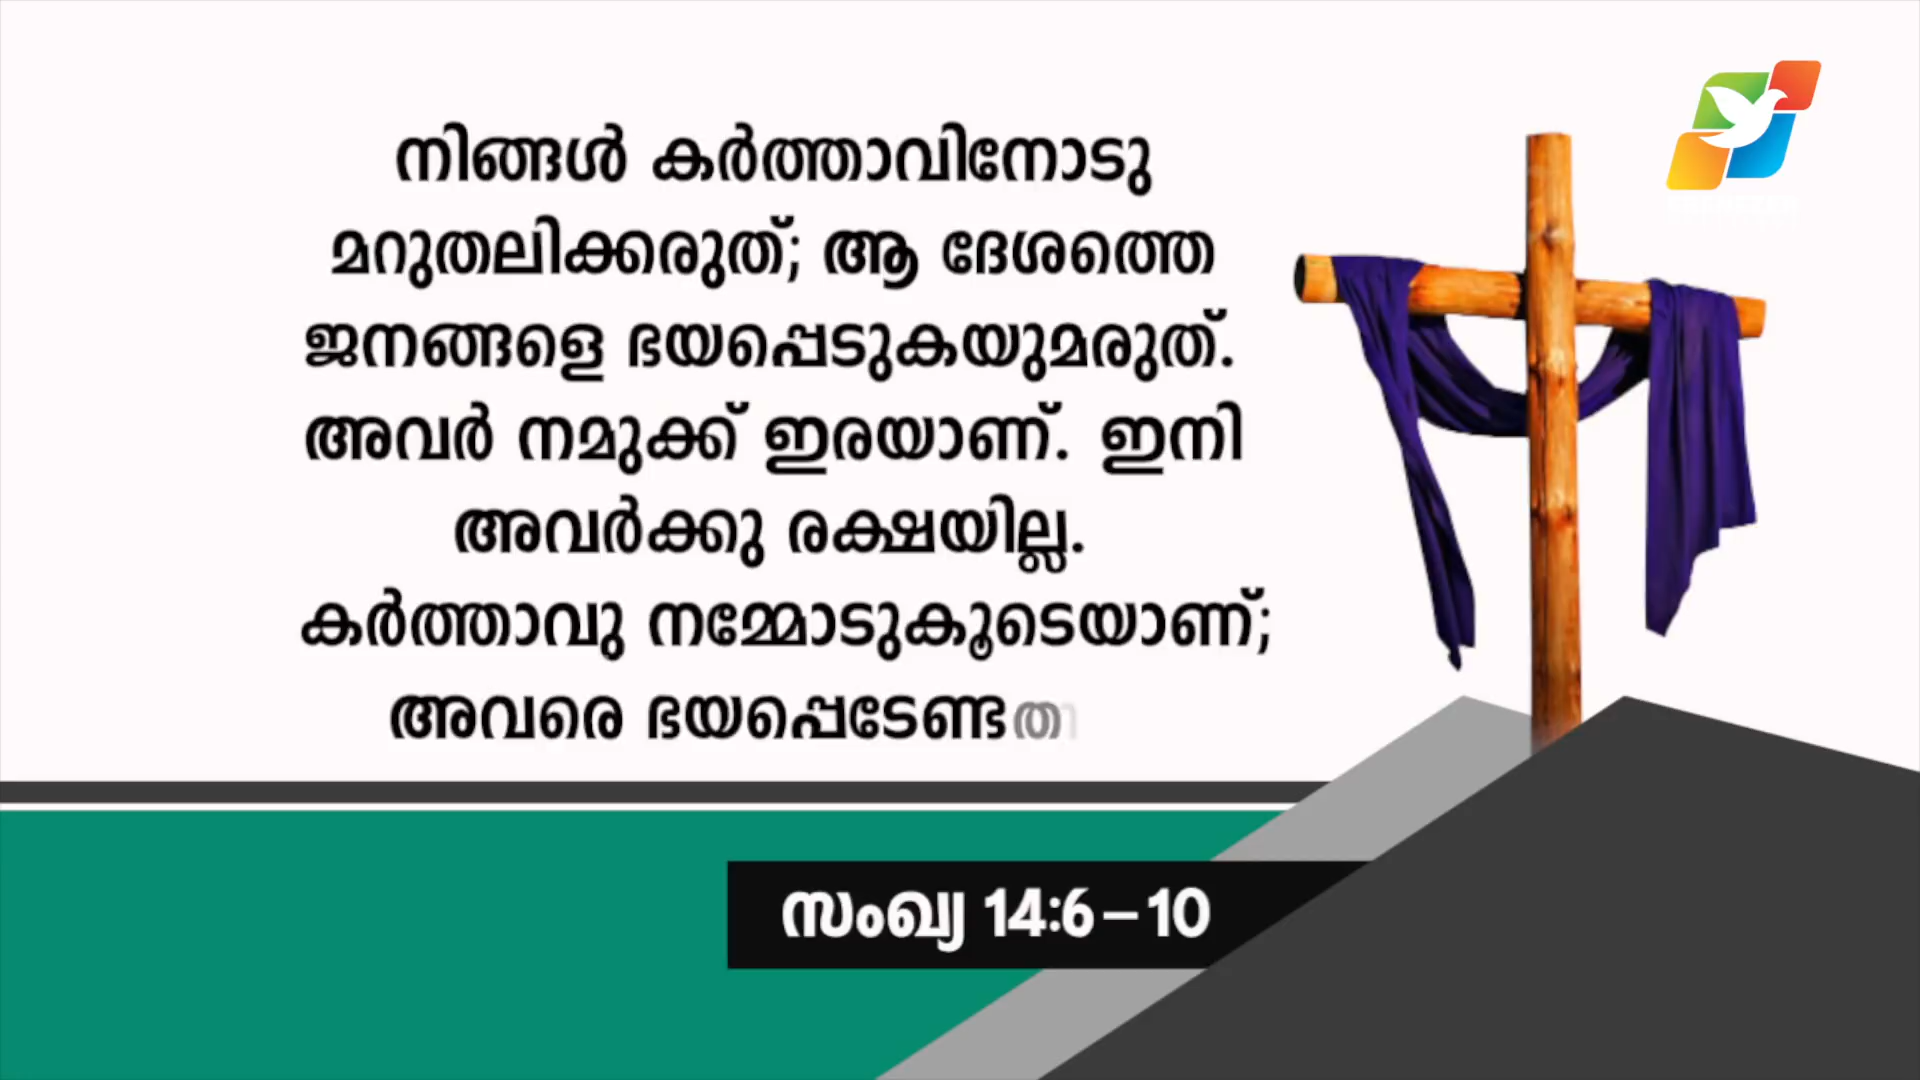 നിങ്ങൾ കർത്താവിനോടു
മറുതലിക്കരുത്; ആ ദേശത്തെ
ജനങ്ങളെ ഭയപ്പെടുകയുമരുത്.
അവർ നമുക്ക് ഇരയാണ്. ഇനി
അവർക്കു രക്ഷയില്ല.
കർത്താവു നമ്മോടുകൂടെയാണ്;
അവരെ ഭയപ്പെടേണ്ടതി
സംഖ്യ 14:6-10